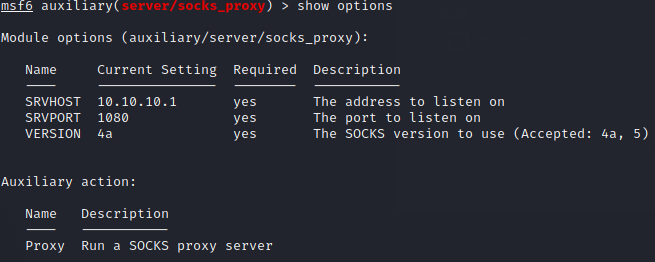 msf6 auxiliary(server/socks_proxy) > show options
Module options (auxiliary/server/socks_proxy):
Name Current Setting Required Description
---- --------------- -------- -----------
SRVHOST 10.10.10.1 yes The address to listen on
SRVPORT 1080 yes The port to listen on
VERSION 4a yes The SOCKS version to use (Accepted: 4a, 5)
Auxiliary action:
Name Description
---- -----------
Proxy Run a SOCKS proxy server